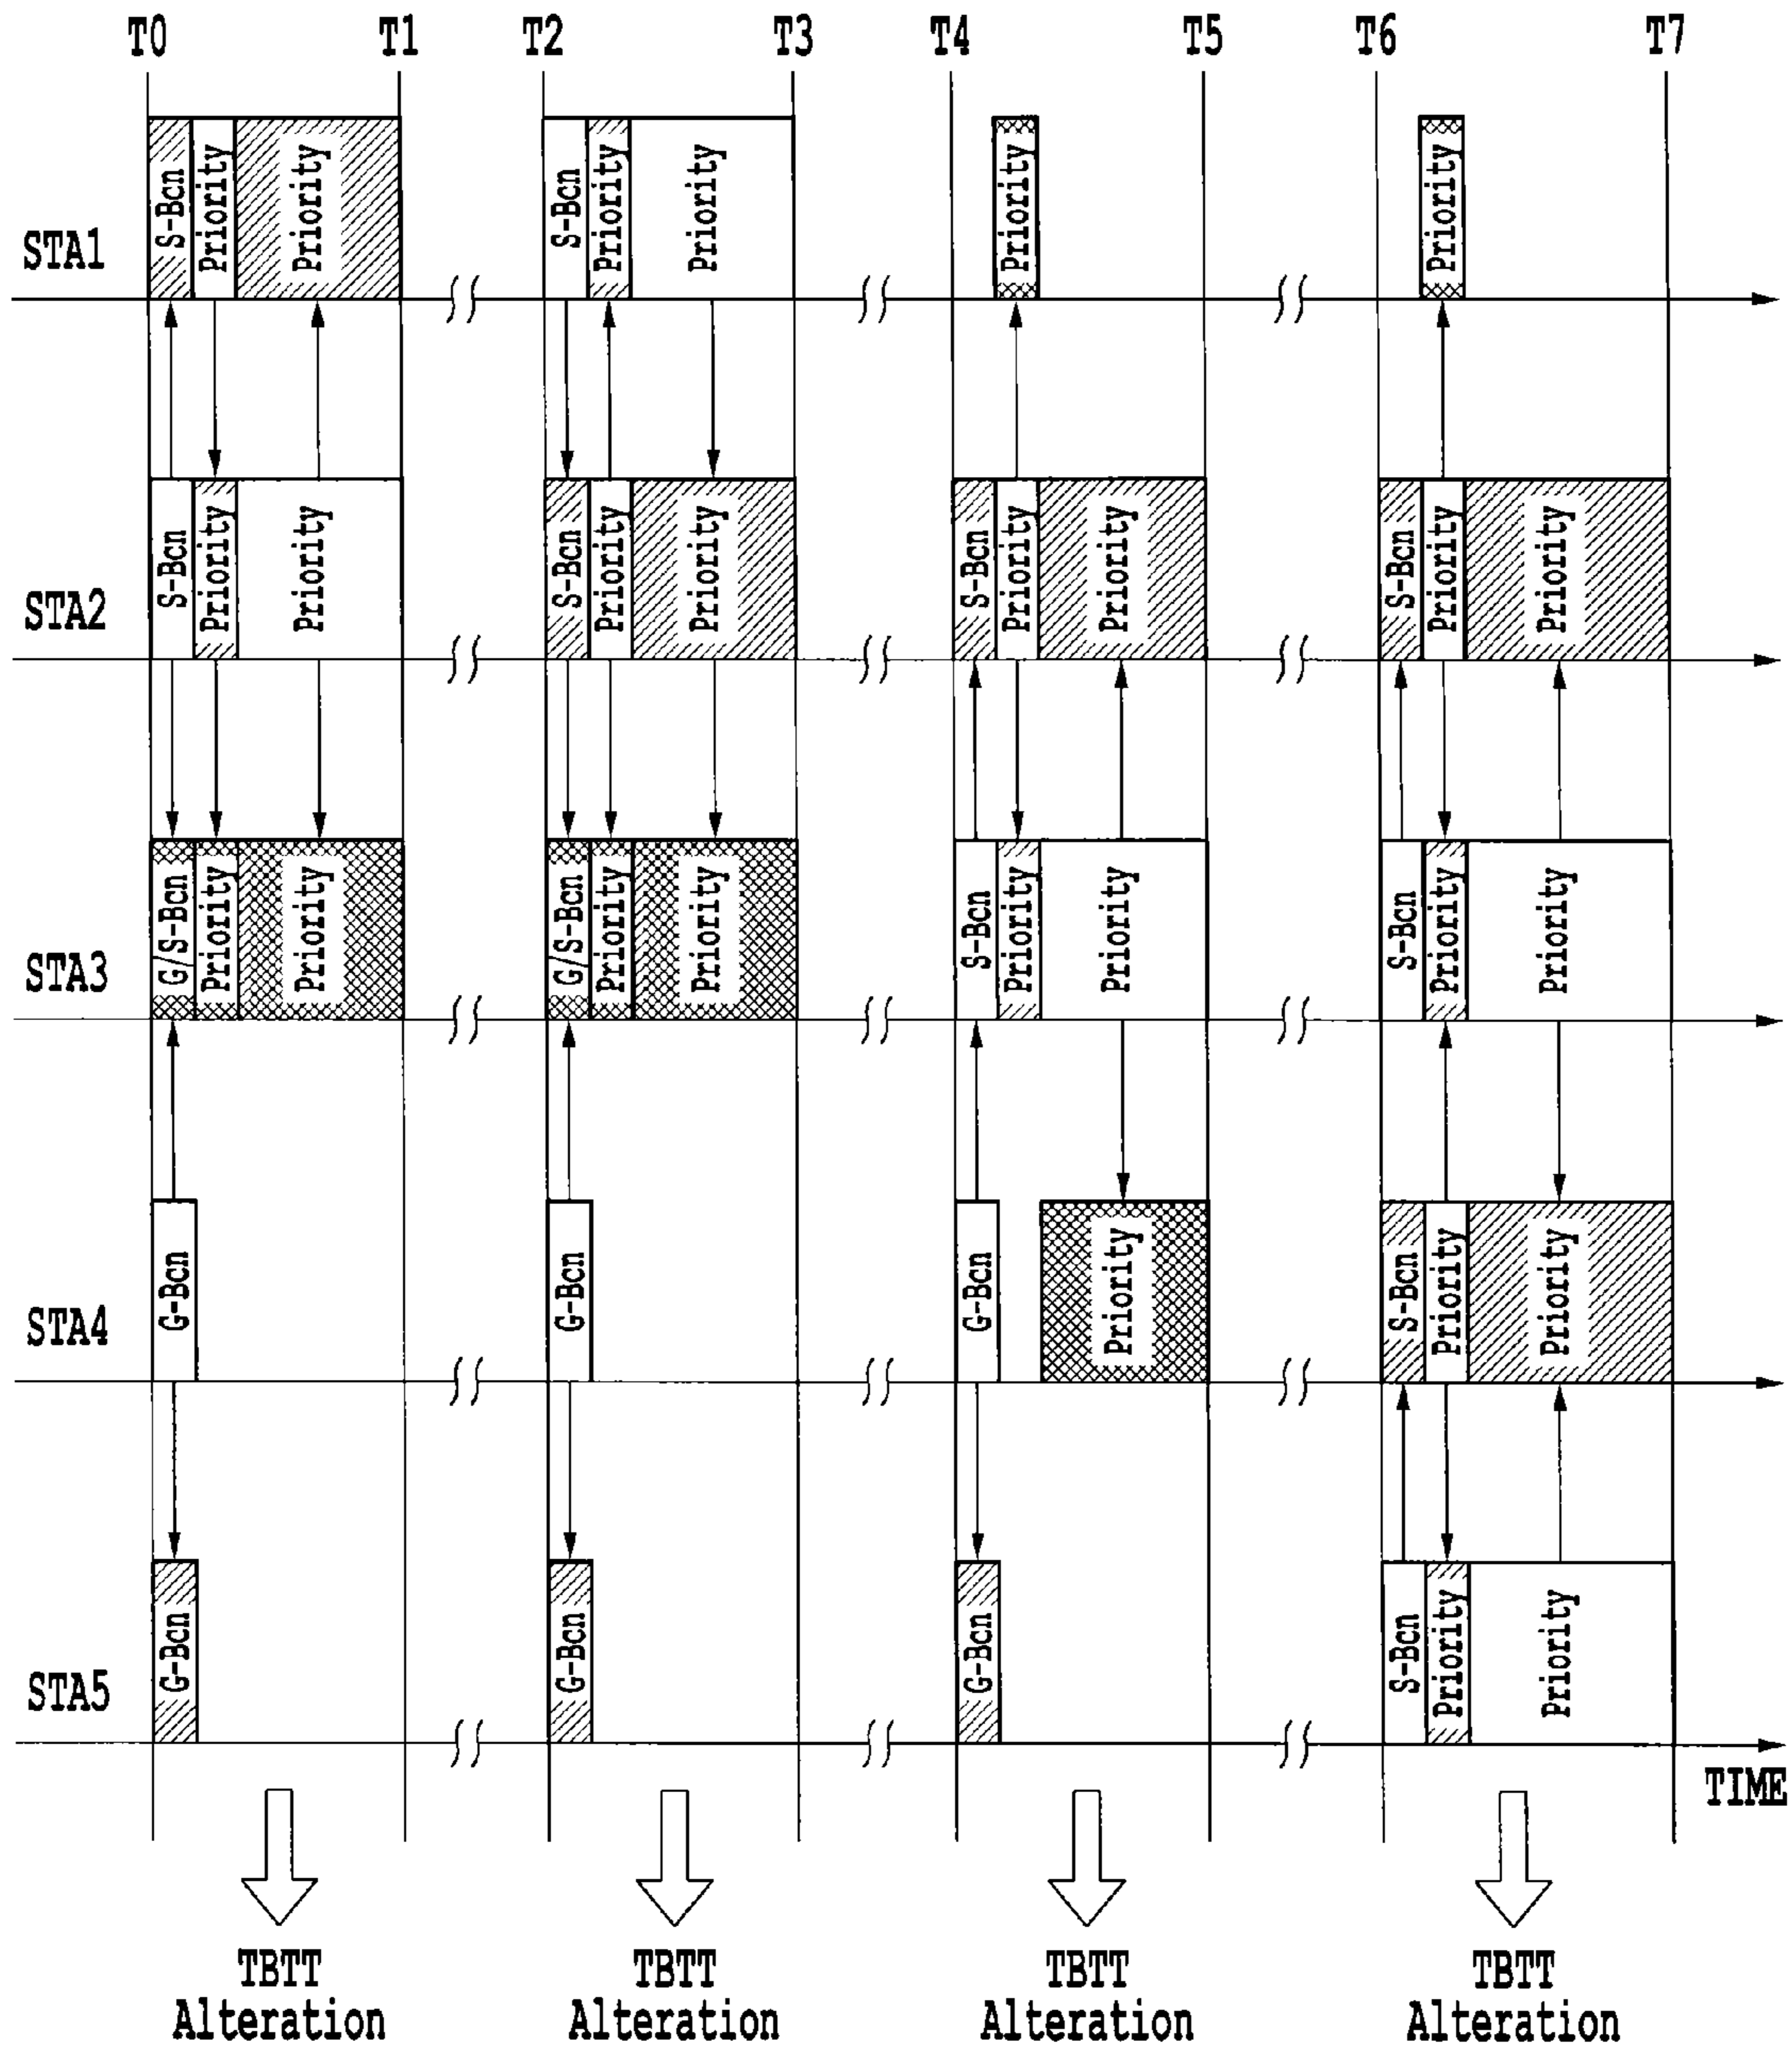 T0 T1 T2 T3 T4 T5 T6 T7
STA1
S-Bcn Priority Priority
S-Bcn Priority Priority
Priority
Priority
STA2
S-Bcn Priority Priority
S-Bcn Priority Priority
S-Bcn Priority Priority
S-Bcn Priority Priority
STA3
G/S-Bcn Priority Priority
G/S-Bcn Priority Priority
S-Bcn Priority Priority
S-Bcn Priority Priority
STA4
G-Bcn
G-Bcn
G-Bcn Priority
S-Bcn Priority Priority
STA5
G-Bcn
G-Bcn
G-Bcn
S-Bcn Priority Priority
TIME
TBTT
Alteration
TBTT
Alteration
TBTT
Alteration
TBTT
Alteration